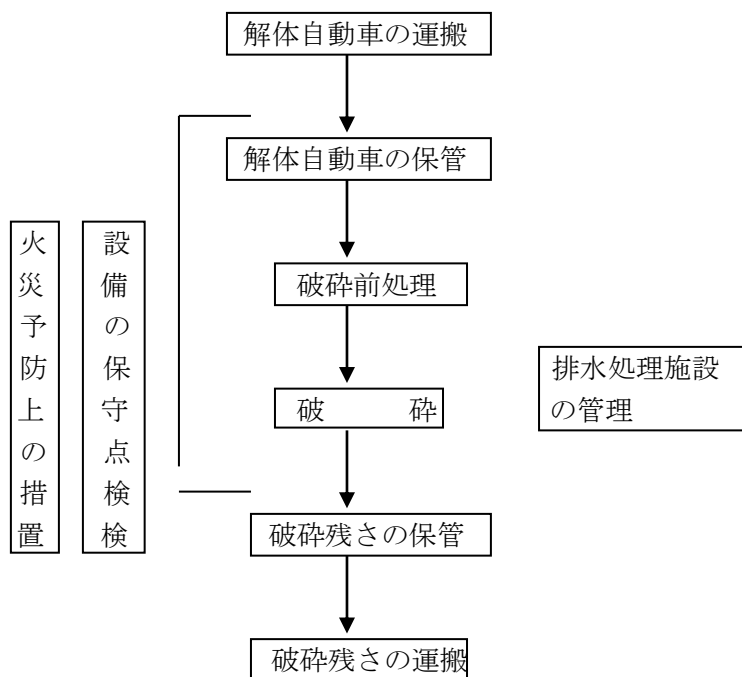 解体自動車の運搬
解体自動車の保管
火災予防上の措置
設備の保守点検検
破砕前処理
排水処理施設
の管理
破　　砕
破砕残さの保管
破砕残さの運搬